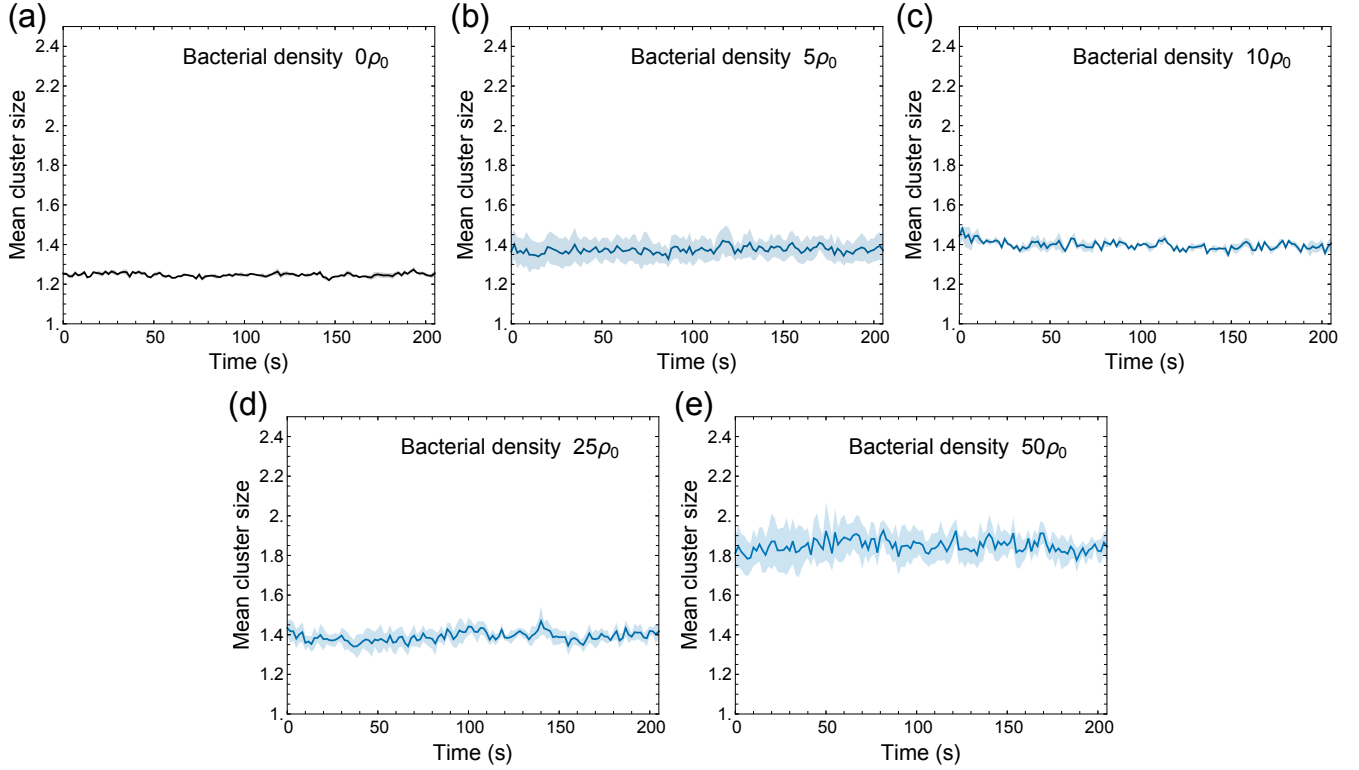 (a)
Bacterial density 0ρ₀
Mean cluster size
2.4
2.2
2.
1.8
1.6
1.4
1.2
1.
0 50 100 150 200
Time (s)
(b)
Bacterial density 5ρ₀
Mean cluster size
2.4
2.2
2.
1.8
1.6
1.4
1.2
1.
0 50 100 150 200
Time (s)
(c)
Bacterial density 10ρ₀
Mean cluster size
2.4
2.2
2.
1.8
1.6
1.4
1.2
1.
0 50 100 150 200
Time (s)
(d)
Bacterial density 25ρ₀
Mean cluster size
2.4
2.2
2.
1.8
1.6
1.4
1.2
1.
0 50 100 150 200
Time (s)
(e)
Bacterial density 50ρ₀
Mean cluster size
2.4
2.2
2.
1.8
1.6
1.4
1.2
1.
0 50 100 150 200
Time (s)